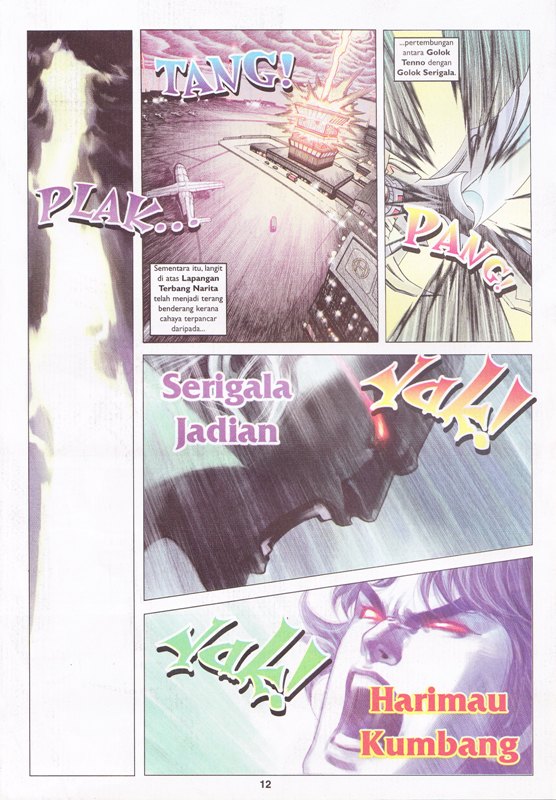 PLAK...
TANG!
Sementara itu, langit
di atas Lapangan
Terbang Narita
telah menjadi terang
benderang kerana
cahaya terpancar
daripada...
...pertembungan
antara Golok
Tenno dengan
Golok Serigala.
PANG!
Serigala
Jadian
Yak!
Yak!
Harimau
Kumbang
12